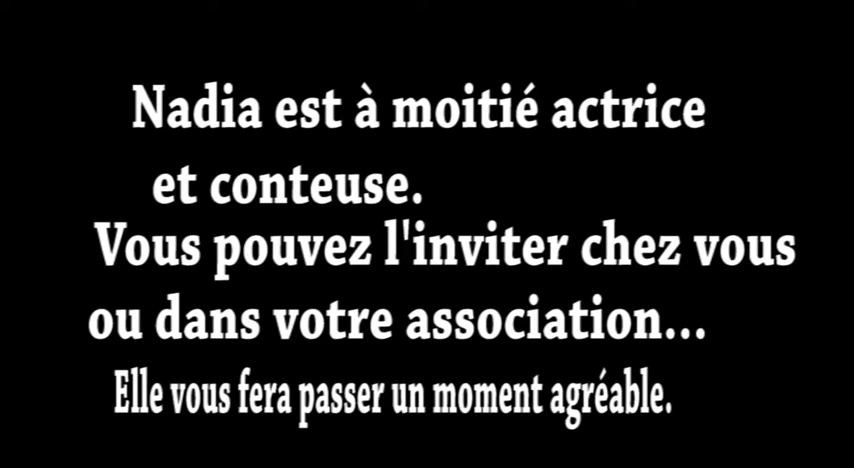 Nadia est à moitié actrice
et conteuse.
Vous pouvez l'inviter chez vous
ou dans votre association...
Elle vous fera passer un moment agréable.